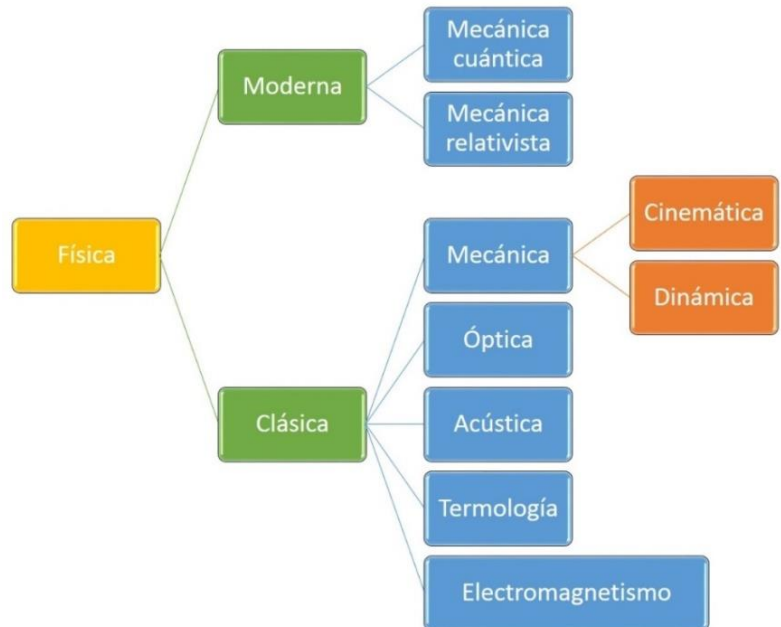 Física
Moderna
Mecánica
cuántica
Mecánica
relativista
Clásica
Mecánica
Cinemática
Dinámica
Óptica
Acústica
Termología
Electromagnetismo